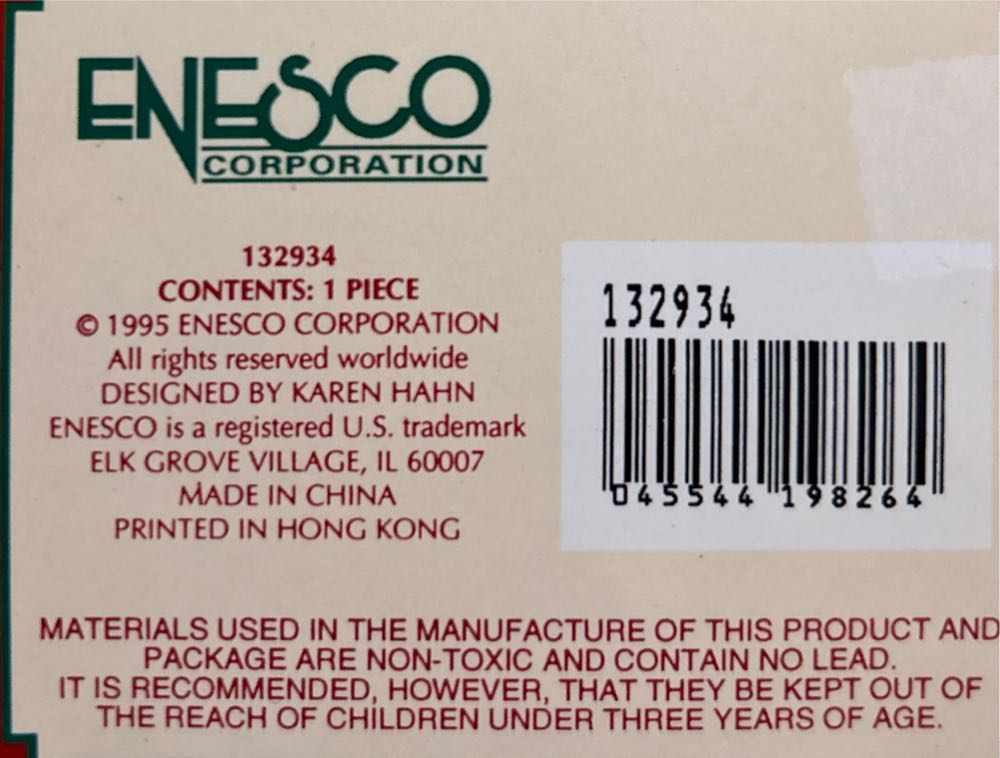 ENESCO
CORPORATION
132934
CONTENTS: 1 PIECE
© 1995 ENESCO CORPORATION
All rights reserved worldwide
DESIGNED BY KAREN HAHN
ENESCO is a registered U.S. trademark
ELK GROVE VILLAGE, IL 60007
MADE IN CHINA
PRINTED IN HONG KONG
132934
045544 198264
MATERIALS USED IN THE MANUFACTURE OF THIS PRODUCT AND
PACKAGE ARE NON-TOXIC AND CONTAIN NO LEAD.
IT IS RECOMMENDED, HOWEVER, THAT THEY BE KEPT OUT OF
THE REACH OF CHILDREN UNDER THREE YEARS OF AGE.